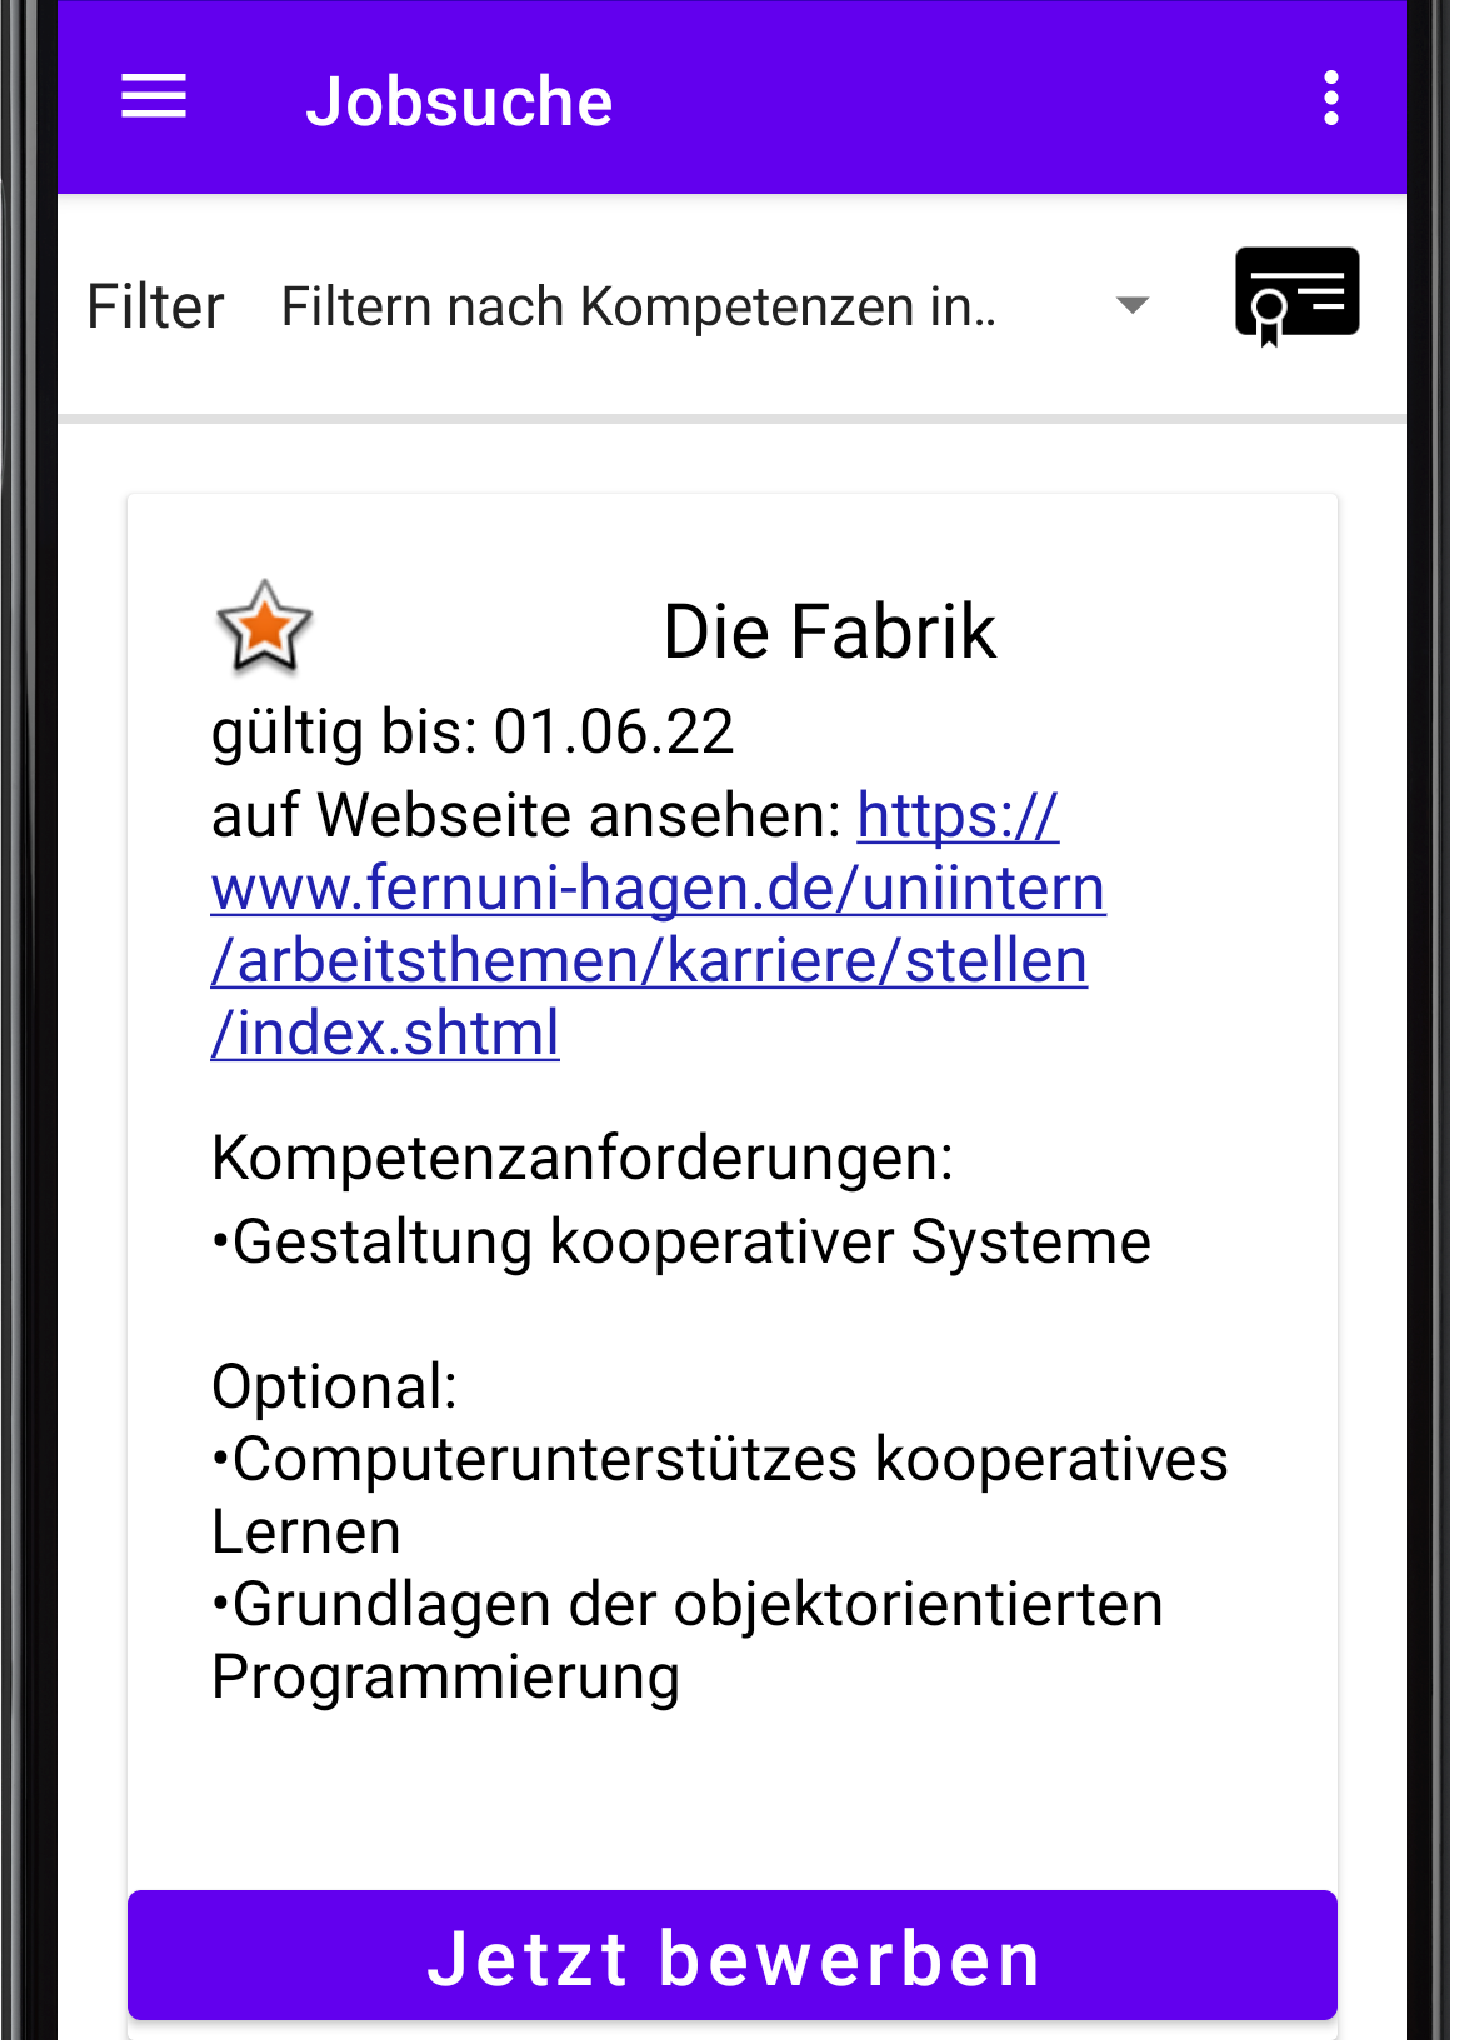 Jobsuche
Filter Filtern nach Kompetenzen in..
Die Fabrik
gültig bis: 01.06.22
auf Webseite ansehen: https://
www.fernuni-hagen.de/uniintern
/arbeitsthemen/karriere/stellen
/index.shtml
Kompetenzanforderungen:
•Gestaltung kooperativer Systeme
Optional:
•Computerunterstützes kooperatives
Lernen
•Grundlagen der objektorientierten
Programmierung
Jetzt bewerben